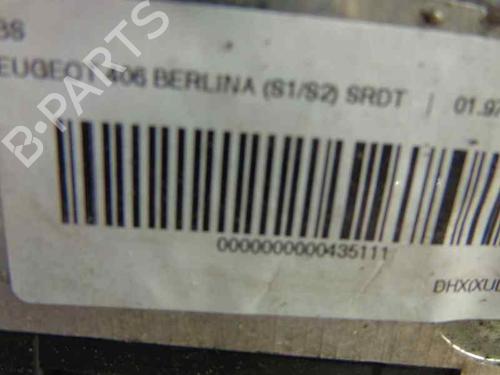 BS
EUGEOT 406 BERLINA (S1/S2) SRDT | 01.9
B-PARTS
0000000000435111
DHX(XUD